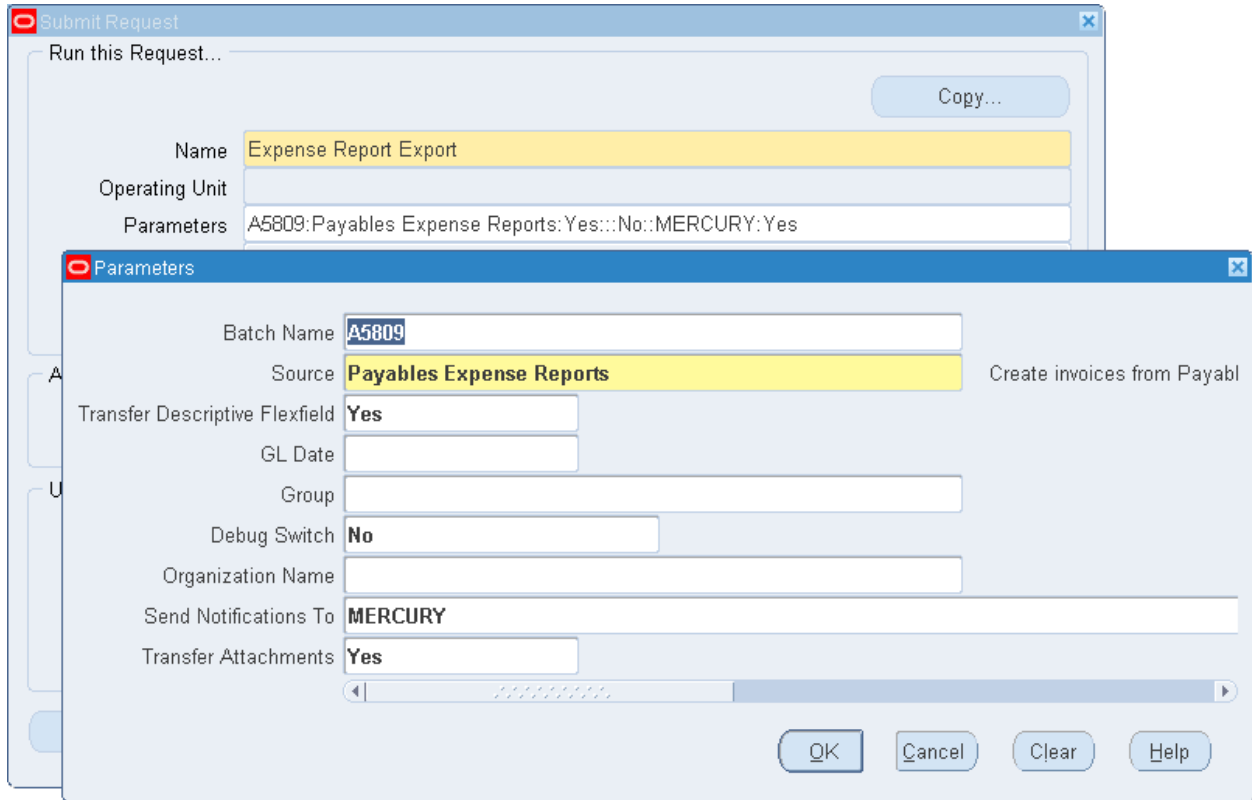 Submit Request
Run this Request...
Copy...
Name Expense Report Export
Operating Unit
Parameters A5809:Payables Expense Reports:Yes:::No::MERCURY:Yes
Parameters
Batch Name A5809
Source Payables Expense Reports Create invoices from Payabl
Transfer Descriptive Flexfield Yes
GL Date
Group
Debug Switch No
Organization Name
Send Notifications To MERCURY
Transfer Attachments Yes
OK Cancel Clear Help
A
U